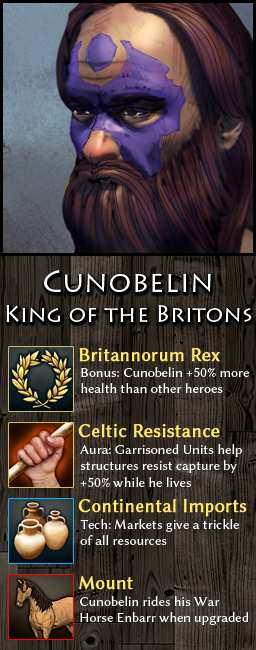 Cunobelin
King of the Britons
Britannorum Rex
Bonus: Cunobelin +50% more
health than other heroes
Celtic Resistance
Aura: Garrisoned Units help
structures resist capture by
+50% while he lives
Continental Imports
Tech: Markets give a trickle
of all resources
Mount
Cunobelin rides his War
Horse Enbarr when upgraded